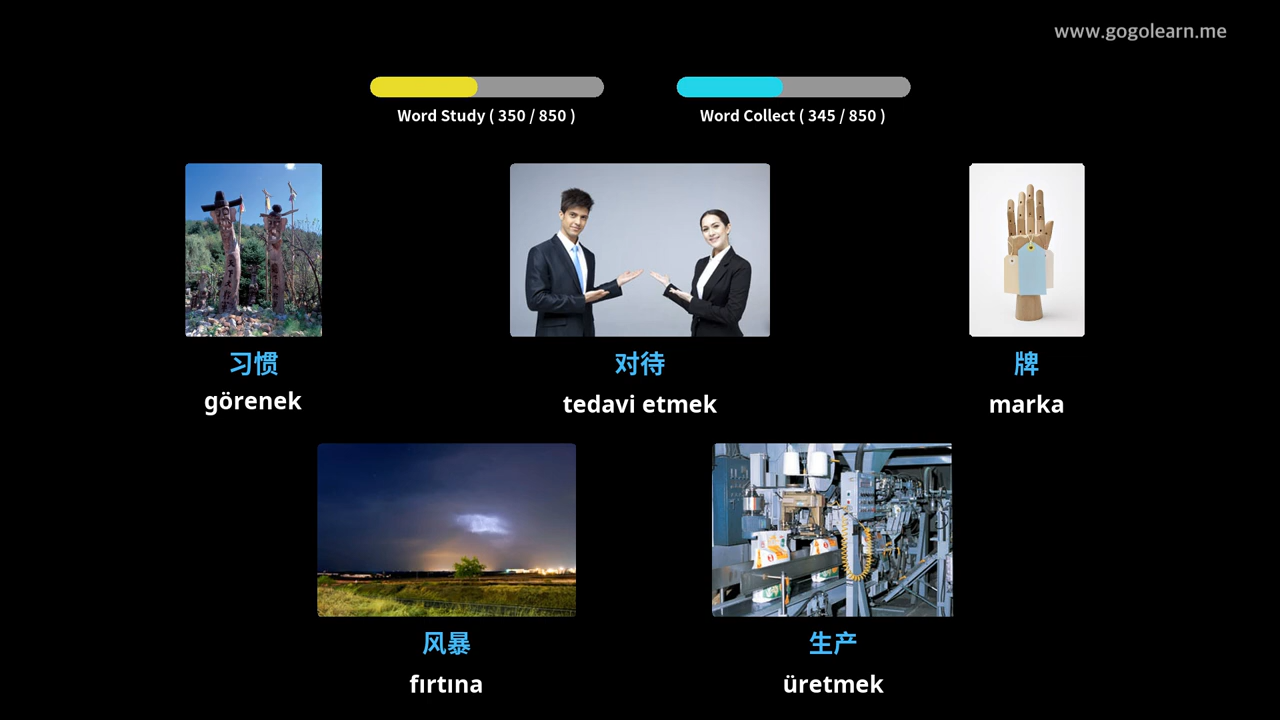 www.gogolearn.me
Word Study ( 350 / 850 )
Word Collect ( 345 / 850 )
习惯
görenek
对待
tedavi etmek
牌
marka
风暴
fırtına
生产
üretmek